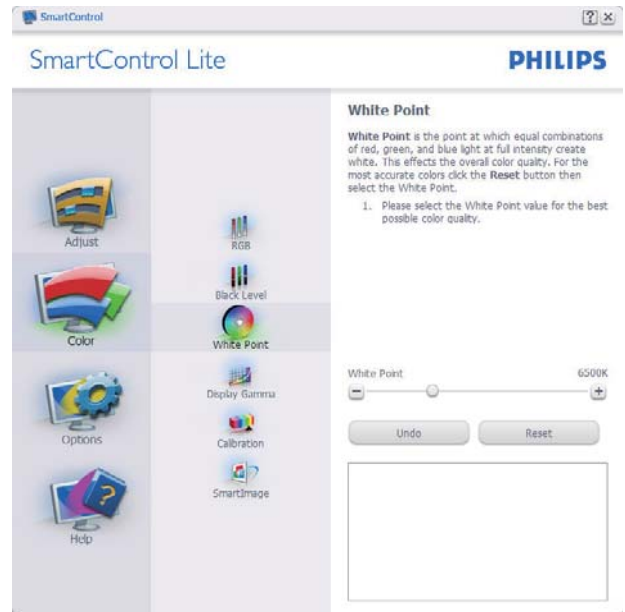 SmartControl
SmartControl Lite
PHILIPS
Adjust
Color
Options
Help
RGB
Black Level
White Point
Display Gamma
Calibration
SmartImage
White Point
White Point is the point at which equal combinations
of red, green, and blue light at full intensity create
white. This effects the overall color quality. For the
most accurate colors click the Reset button then
select the White Point.
1. Please select the White Point value for the best
possible color quality.
White Point 6500K
Undo Reset